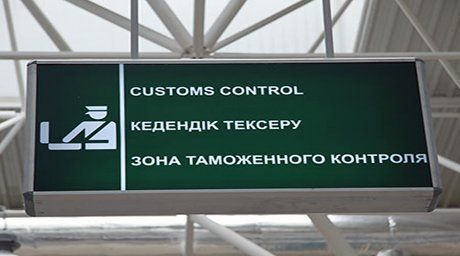 CUSTOMS CONTROL
КЕДЕНДІК ТЕКСЕРУ
ЗОНА ТАМОЖЕННОГО КОНТРОЛЯ